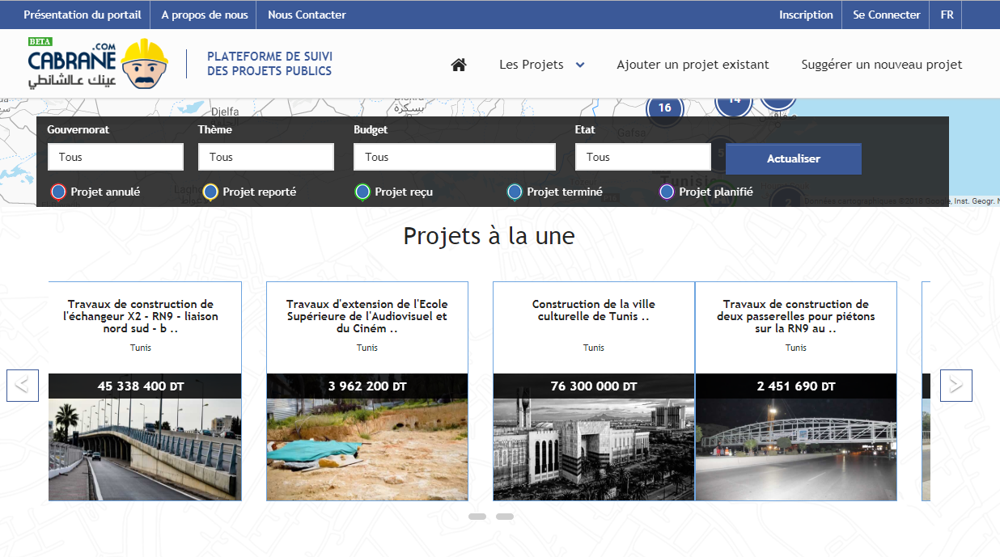 Présentation du portail
A propos de nous
Nous Contacter
Inscription
Se Connecter
FR
BETA
.COM
CABRANE
عينك عالشانطي
PLATEFORME DE SUIVI
DES PROJETS PUBLICS
Les Projets
Ajouter un projet existant
Suggérer un nouveau projet
Djelfa
بسكرة
16
14
Gafsa
Gouvernorat
Thème
Budget
Etat
Tous
Tous
Tous
Tous
5
Actualiser
Tunisie
Projet annulé
Projet reporté
Projet reçu
Projet terminé
Projet planifié
2
Données cartographiques ©2018 Google, Inst. Geogr. N
Projets à la une
Travaux de construction de
l'échangeur X2 - RN9 - liaison
nord sud - b ..
Tunis
45 338 400 DT
Travaux d'extension de l'Ecole
Supérieure de l'Audiovisuel et
du Ciném ..
Tunis
3 962 200 DT
Construction de la ville
culturelle de Tunis ..
Tunis
76 300 000 DT
Travaux de construction de
deux passerelles pour piétons
sur la RN9 au ..
Tunis
2 451 690 DT